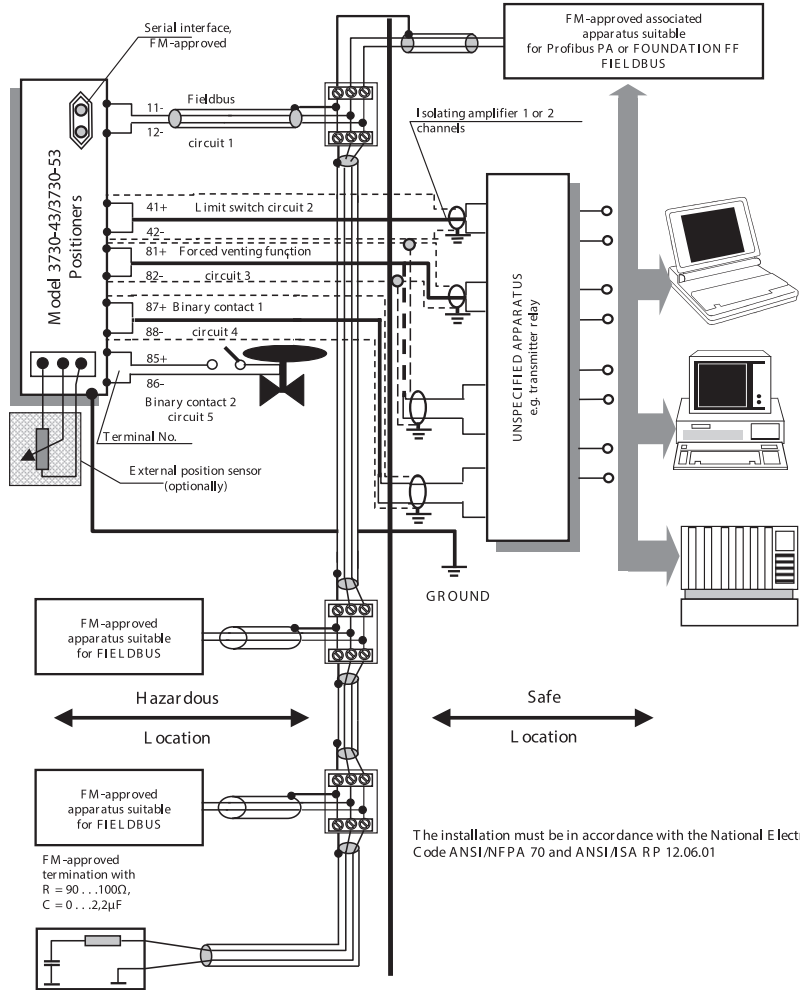 Serial interface,
FM-approved
FM-approved associated
apparatus suitable
for Profibus PA or FOUNDATION FF
FIELDBUS
Model 3730-43/3730-53
Positioners
11-
Fieldbus
12-
circuit 1
Isolating amplifier 1 or 2
channels
41+ Limit switch circuit 2
42-
81+ Forced venting function
82- circuit 3
87+ Binary contact 1
88- circuit 4
85+
86-
Binary contact 2
circuit 5
Terminal No.
External position sensor
(optionally)
UNSPECIFIED APPARATUS
e.g. transmitter relay
GROUND
FM-approved
apparatus suitable
for FIELDBUS
Hazardous
Location
Safe
Location
FM-approved
apparatus suitable
for FIELDBUS
The installation must be in accordance with the National Electr
Code ANSI/NFPA 70 and ANSI/ISA RP 12.06.01
FM-approved
termination with
R = 90 . . .100Ω,
C = 0 . . .2,2µF